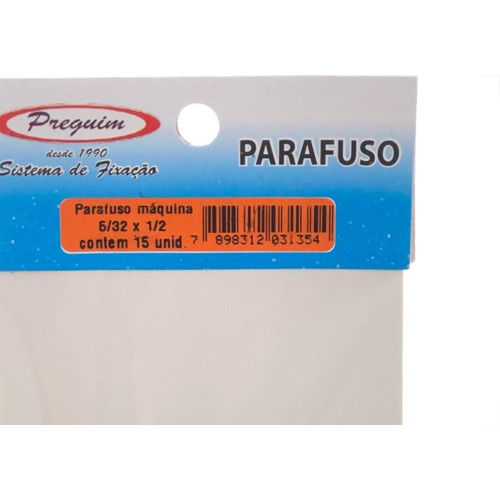 Preguim
desde 1990
Sistema de Fixação
PARAFUSO
Parafuso máquina
5/32 x 1/2
contem 15 unid.
7 898312 031354